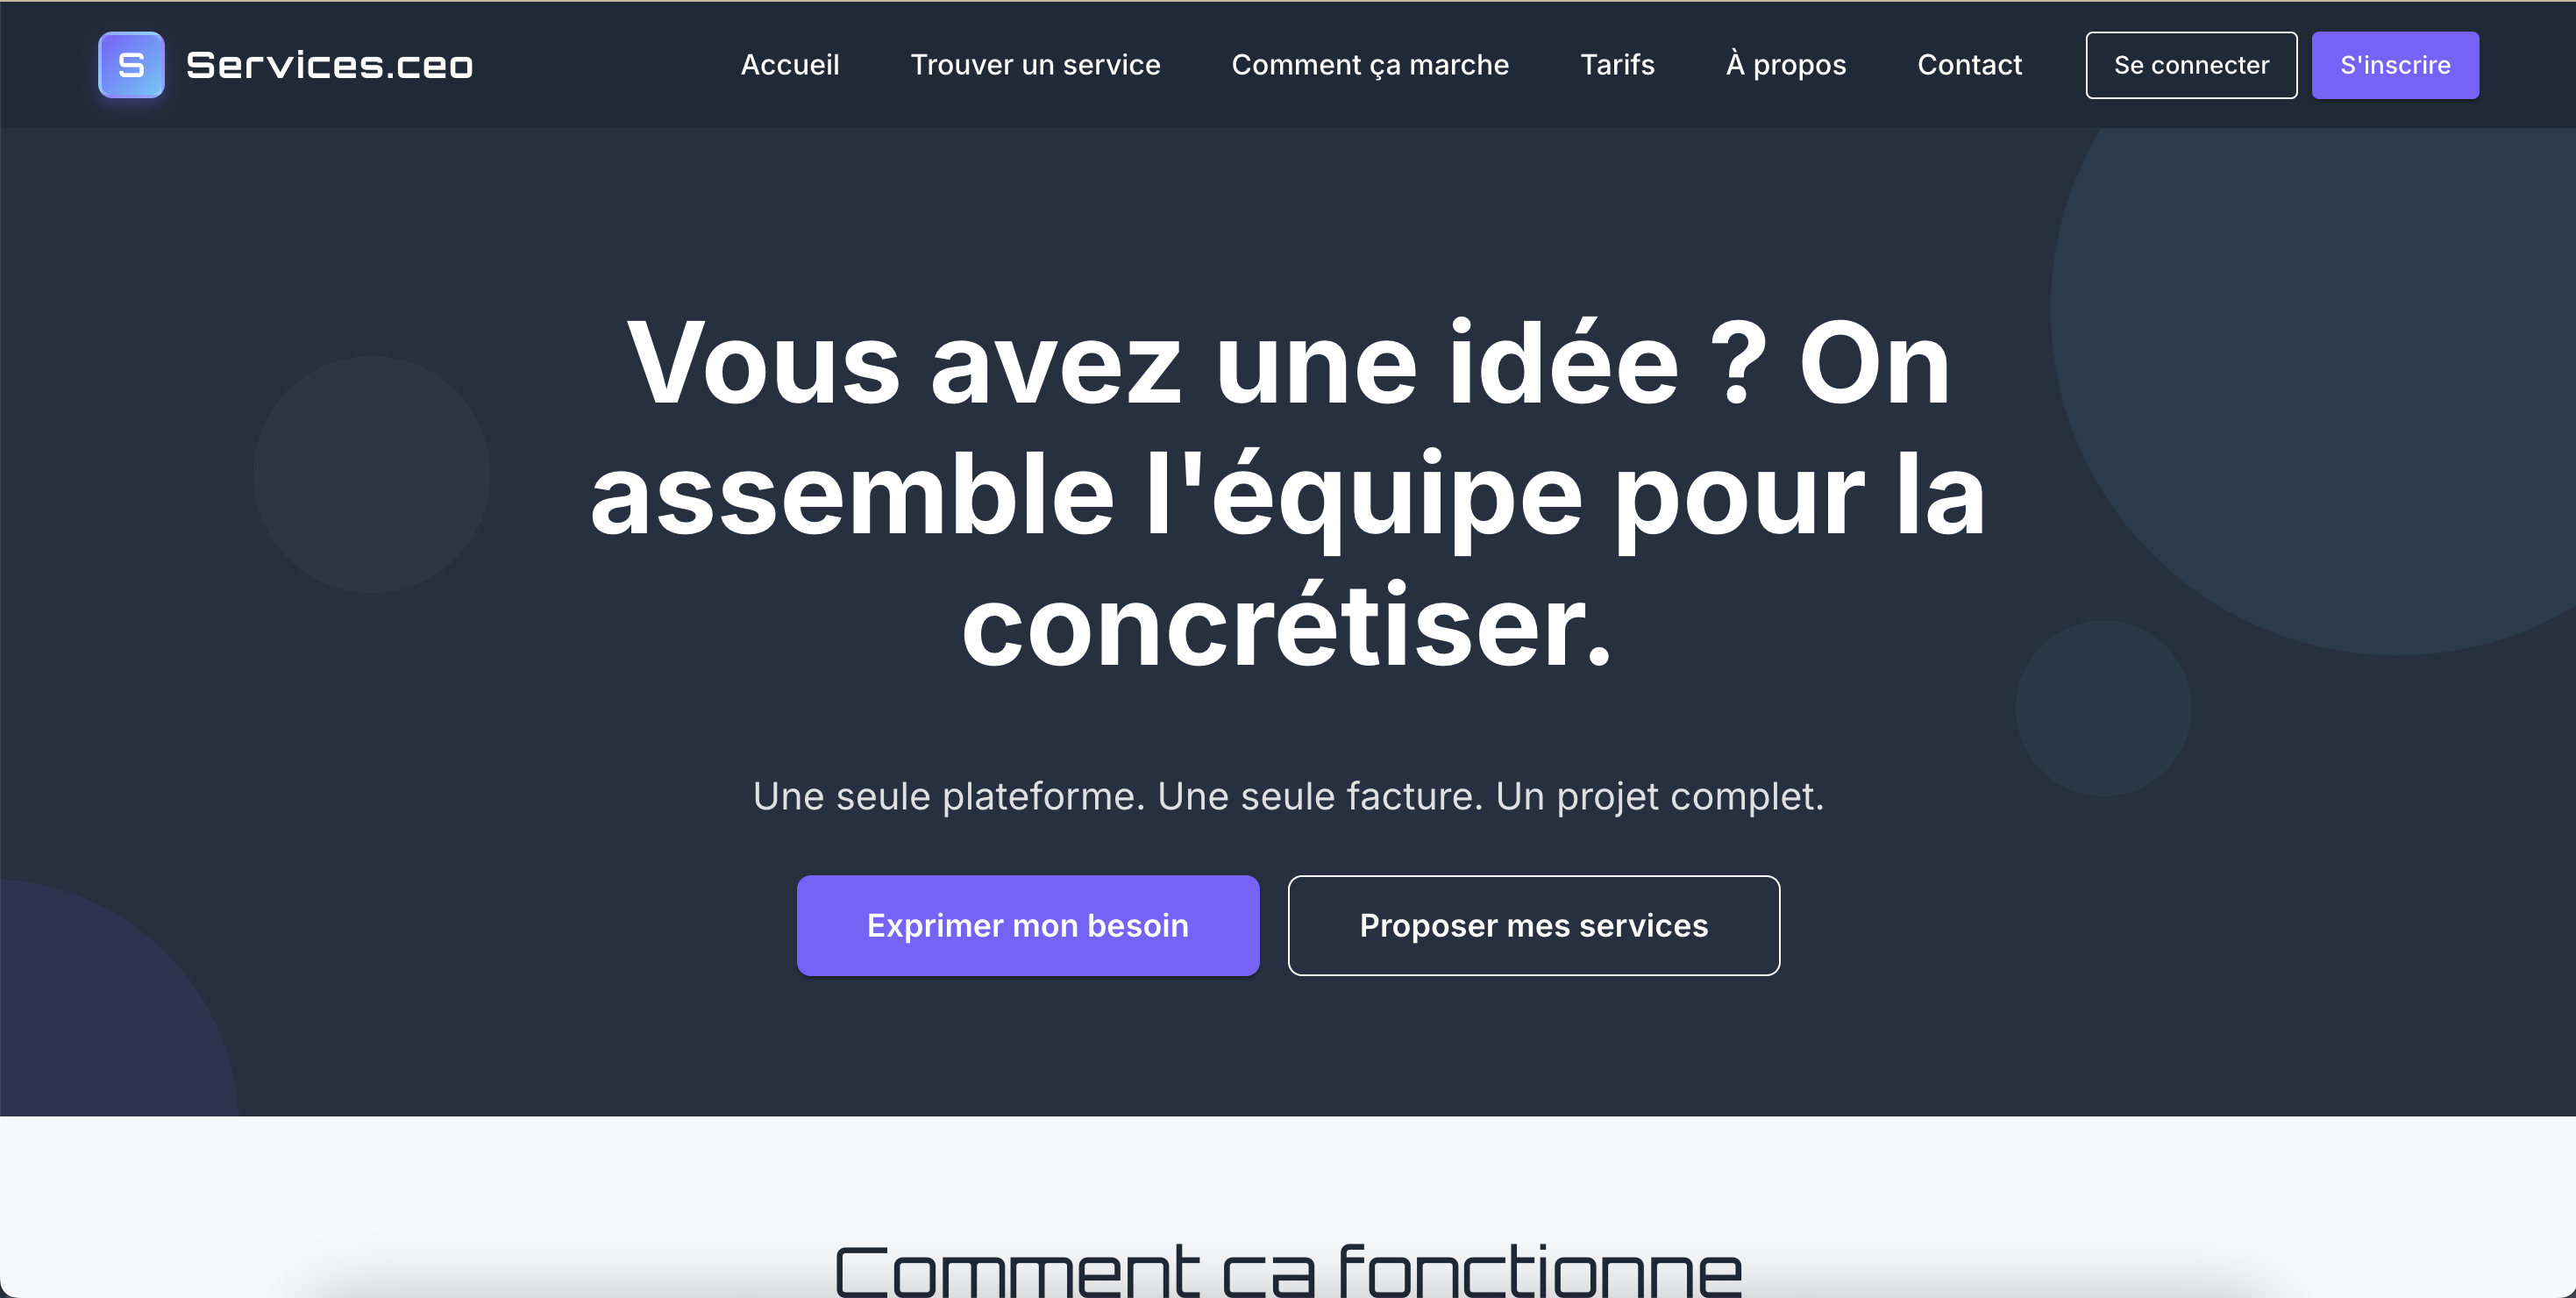 S Services.ceo
Accueil Trouver un service Comment ça marche Tarifs À propos Contact Se connecter S'inscrire
Vous avez une idée ? On
assemble l'équipe pour la
concrétiser.
Une seule plateforme. Une seule facture. Un projet complet.
Exprimer mon besoin Proposer mes services
Comment ca fonctionne